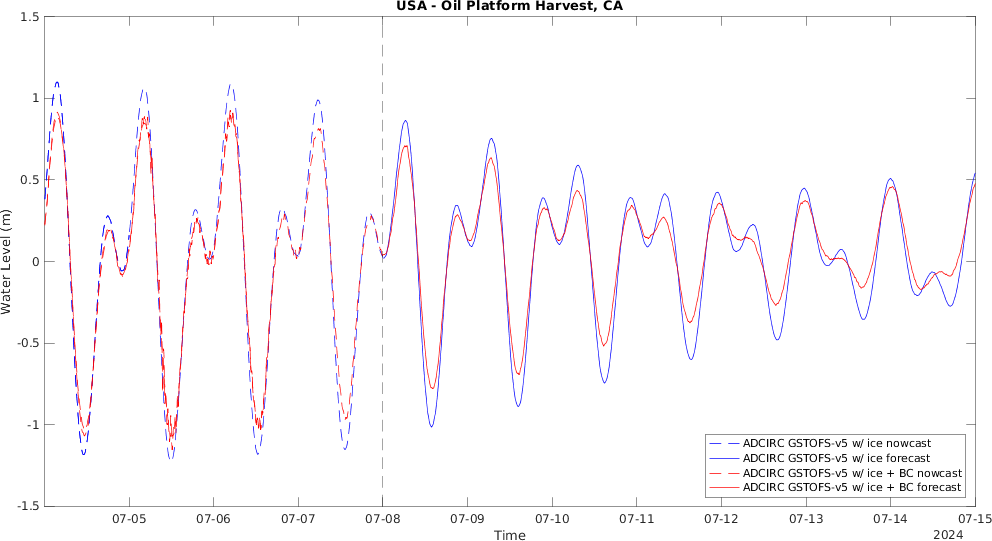 USA - Oil Platform Harvest, CA
1.5
1
0.5
0
-0.5
-1
-1.5
Water Level (m)
ADCIRC GSTOFS-v5 w/ ice nowcast
ADCIRC GSTOFS-v5 w/ ice forecast
ADCIRC GSTOFS-v5 w/ ice + BC nowcast
ADCIRC GSTOFS-v5 w/ ice + BC forecast
07-05 07-06 07-07 07-08 07-09 07-10 07-11 07-12 07-13 07-14 07-15
Time
2024